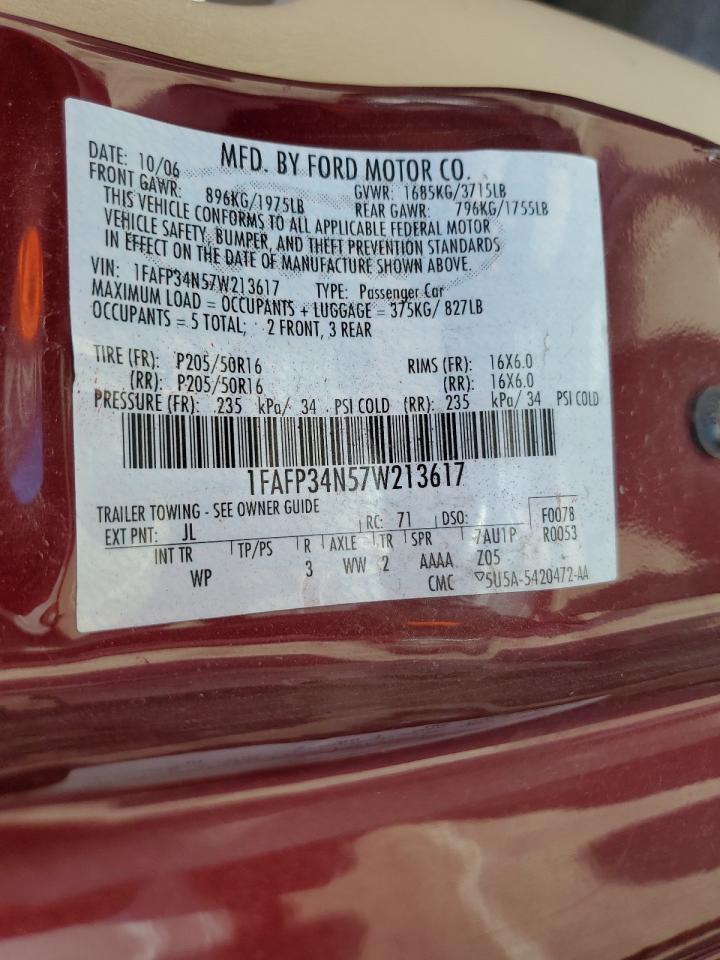 DATE: 10/06 MFD. BY FORD MOTOR CO.
FRONT GAWR: 896KG/1975LB GVWR: 1685KG/3715LB
REAR GAWR: 796KG/1755LB
THIS VEHICLE CONFORMS TO ALL APPLICABLE FEDERAL MOTOR
VEHICLE SAFETY, BUMPER, AND THEFT PREVENTION STANDARDS
IN EFFECT ON THE DATE OF MANUFACTURE SHOWN ABOVE.
VIN: 1FAFP34N57W213617 TYPE: Passenger Car
MAXIMUM LOAD = OCCUPANTS + LUGGAGE = 375KG/ 827LB
OCCUPANTS = 5 TOTAL; 2 FRONT, 3 REAR
TIRE (FR): P205/50R16 RIMS (FR): 16X6.0
(RR): P205/50R16 (RR): 16X6.0
PRESSURE (FR): 235 kPa/ 34 PSI COLD (RR): 235 kPa/ 34 PSI COLD
1FAFP34N57W213617
TRAILER TOWING - SEE OWNER GUIDE
EXT PNT: JL RC: 71 DSO: F0078
R0053
INT TR TP/PS R AXLE TR SPR 7AU1P
WP 3 WW 2 AAAA Z05
CMC ▽5U5A-5420472-AA